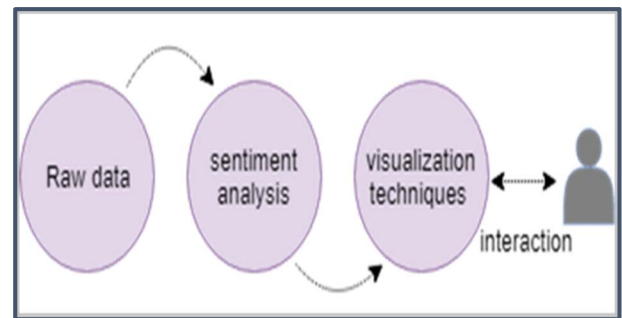 Raw data
sentiment
analysis
visualization
techniques
interaction